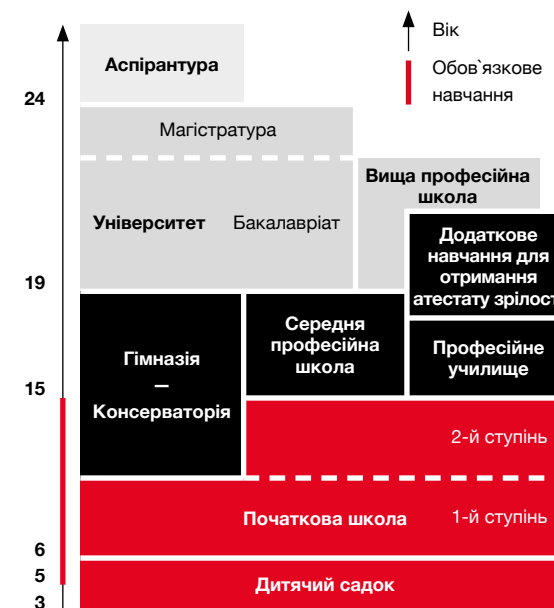 Вік
Обов`язкове
навчання
Аспірантура
24
Магістратура
Вища професійна
школа
Університет Бакалавріат
Додаткове
навчання для
отримання
атестату зрілост
19
Середня
професійна
школа
Професійне
училище
Гімназія
—
Консерваторія
15
2-й ступінь
Початкова школа 1-й ступінь
6
5
Дитячий садок
3